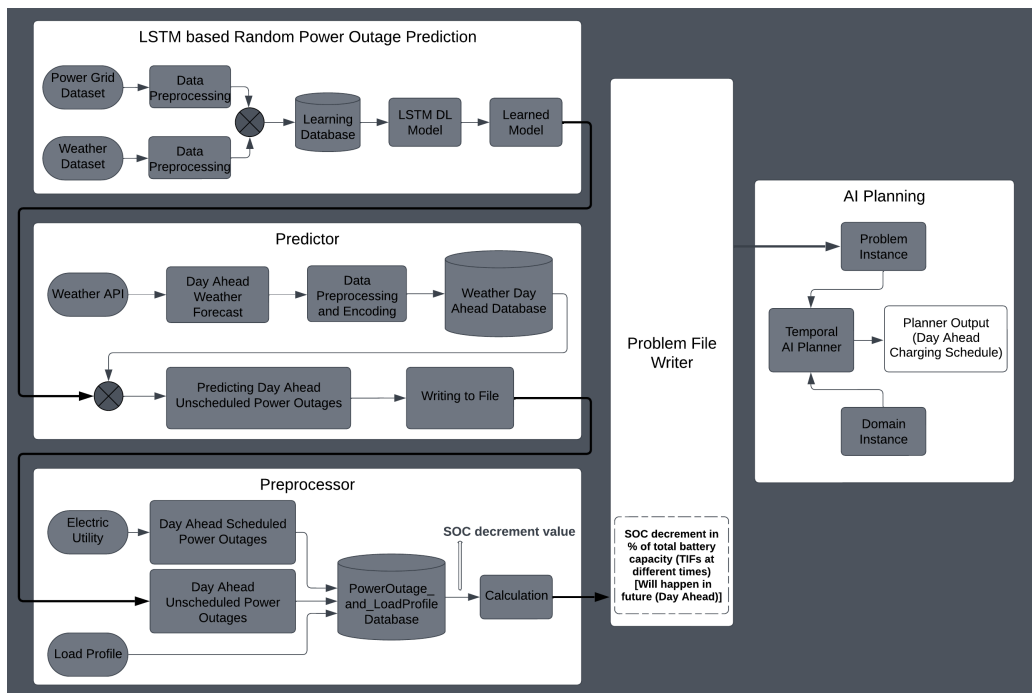 LSTM based Random Power Outage Prediction
Power Grid
Dataset
Data
Preprocessing
Weather
Dataset
Data
Preprocessing
Learning
Database
LSTM DL
Model
Learned
Model
Predictor
Weather API
Day Ahead
Weather
Forecast
Data
Preprocessing
and Encoding
Weather Day
Ahead Database
Predicting Day Ahead
Unscheduled Power Outages
Writing to File
Preprocessor
Electric
Utility
Day Ahead Scheduled
Power Outages
Day Ahead
Unscheduled Power
Outages
Load Profile
PowerOutage_
and_LoadProfile
Database
SOC decrement value
Calculation
Problem File
Writer
SOC decrement in
% of total battery
capacity (TIFs at
different times)
[Will happen in
future (Day Ahead)]
AI Planning
Problem
Instance
Temporal
AI Planner
Planner Output
(Day Ahead
Charging Schedule)
Domain
Instance